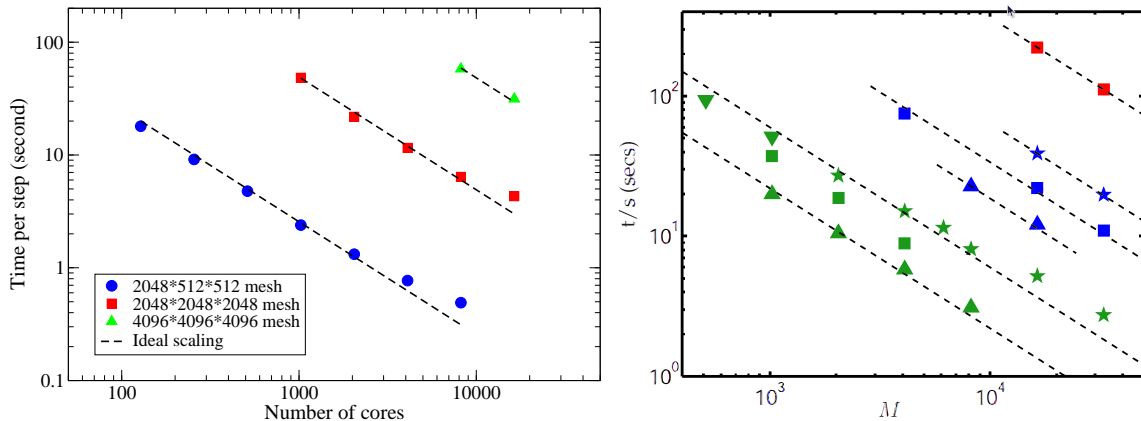 100
10
1
0.1
Time per step (second)
2048*512*512 mesh
2048*2048*2048 mesh
4096*4096*4096 mesh
Ideal scaling
100
1000
10000
Number of cores
10²
10¹
10⁰
t/s (secs)
10³
10⁴
M